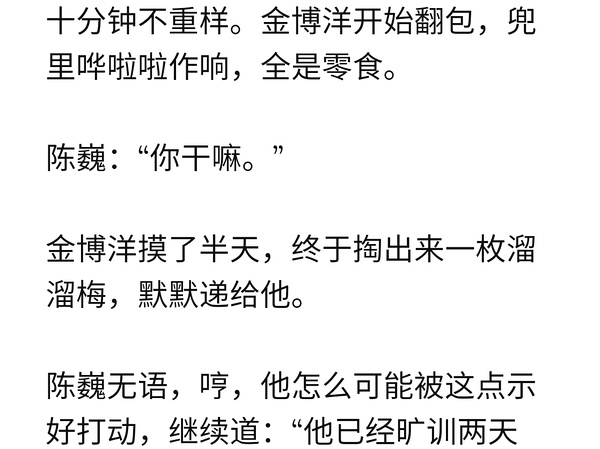 十分钟不重样。金博洋开始翻包，兜
里哗啦啦作响，全是零食。
陈巍：“你干嘛。”
金博洋摸了半天，终于掏出来一枚溜
溜梅，默默递给他。
陈巍无语，哼，他怎么可能被这点示
好打动，继续道：“他已经旷训两天